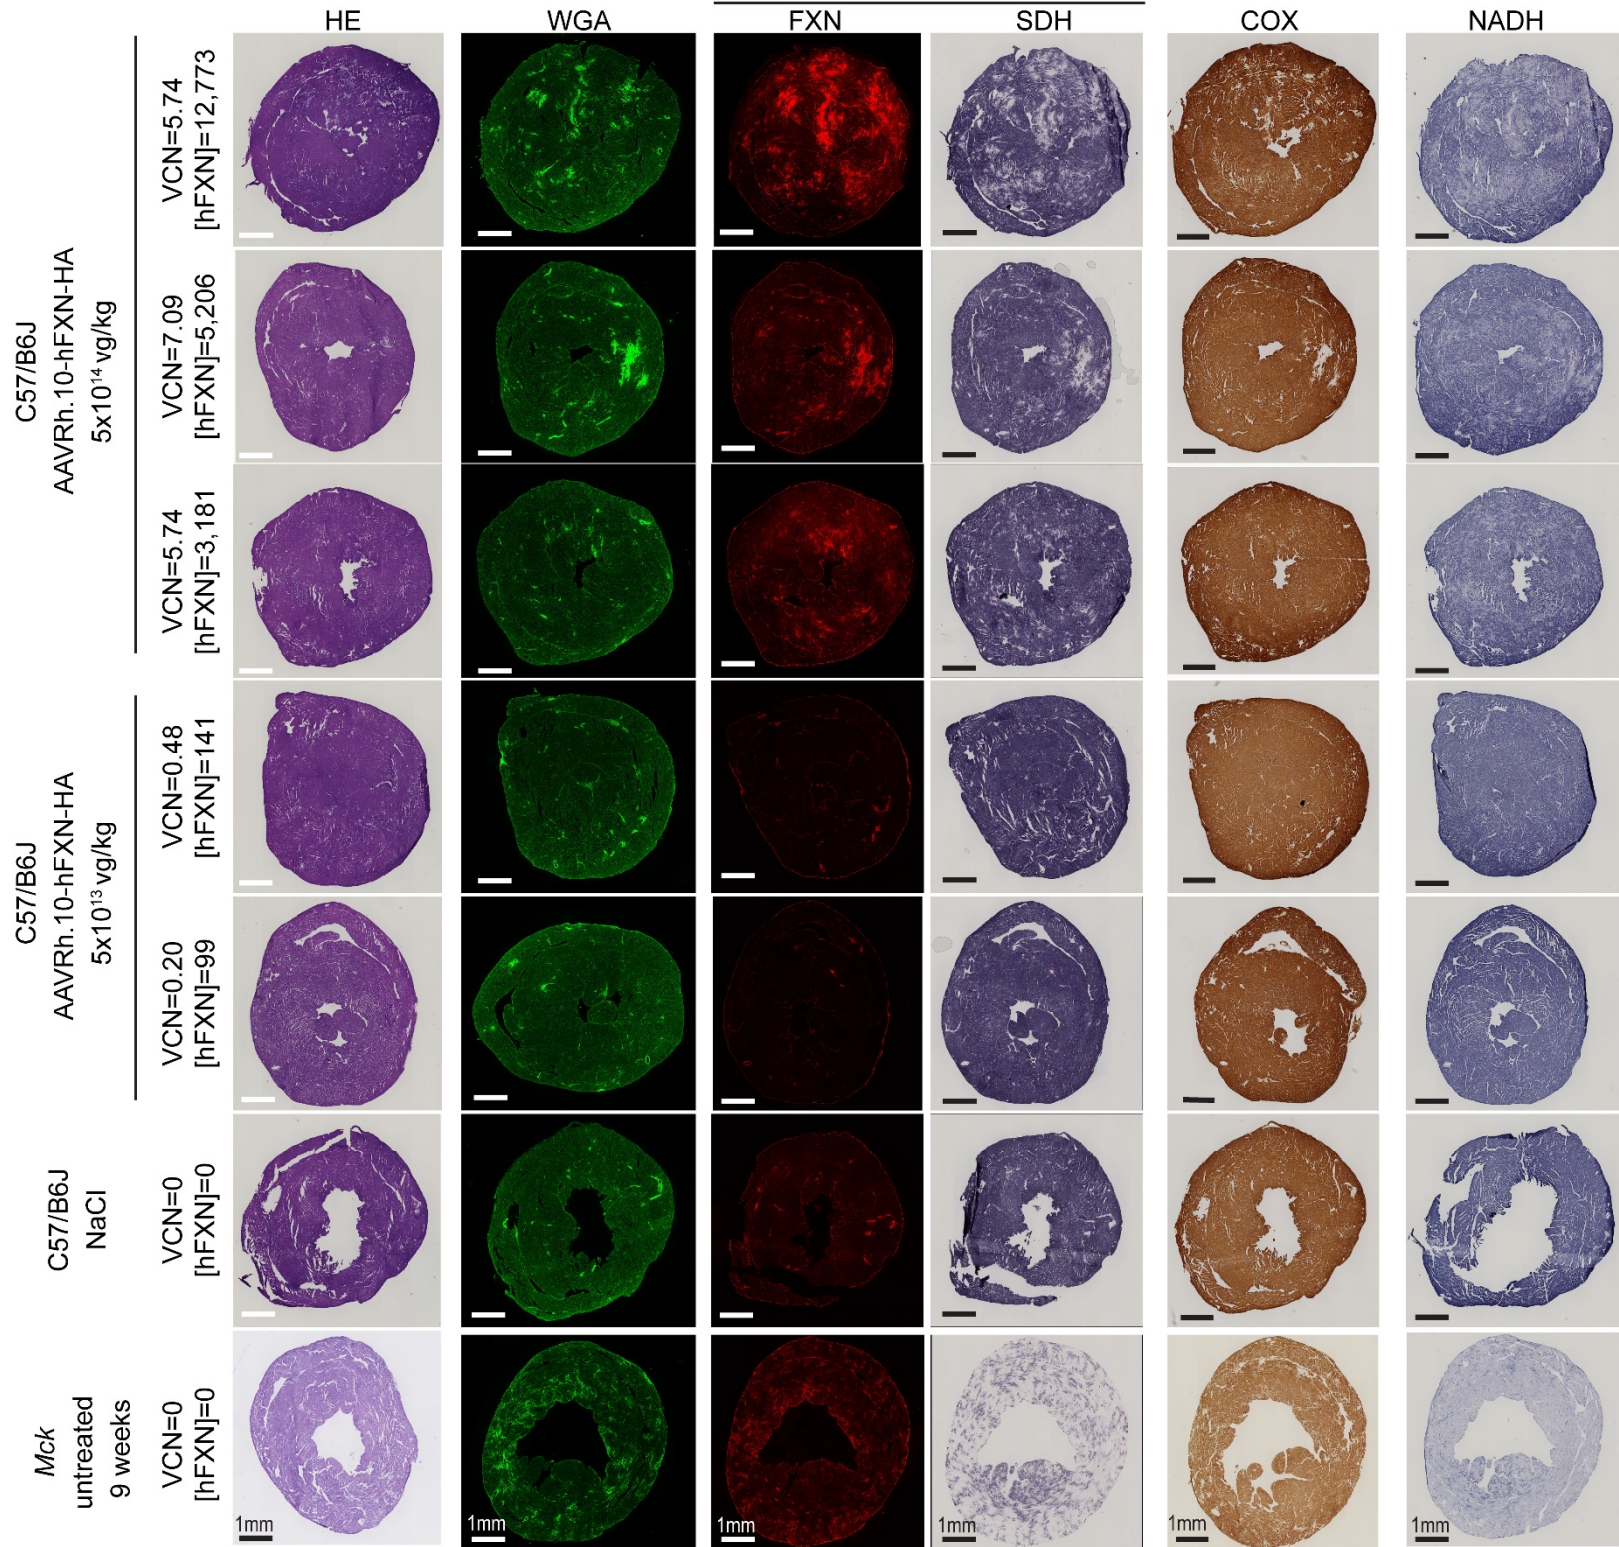 HE WGA FXN SDH COX NADH
C57/B6J
AAVRh.10-hFXN-HA
5x10¹⁴ vg/kg
VCN=5.74
[hFXN]=12,773
VCN=7.09
[hFXN]=5,206
VCN=5.74
[hFXN]=3,181
C57/B6J
AAVRh.10-hFXN-HA
5x10¹³ vg/kg
VCN=0.48
[hFXN]=141
VCN=0.20
[hFXN]=99
C57/B6J
NaCl
VCN=0
[hFXN]=0
Mck
untreated
9 weeks
VCN=0
[hFXN]=0
1mm 1mm 1mm 1mm 1mm 1mm